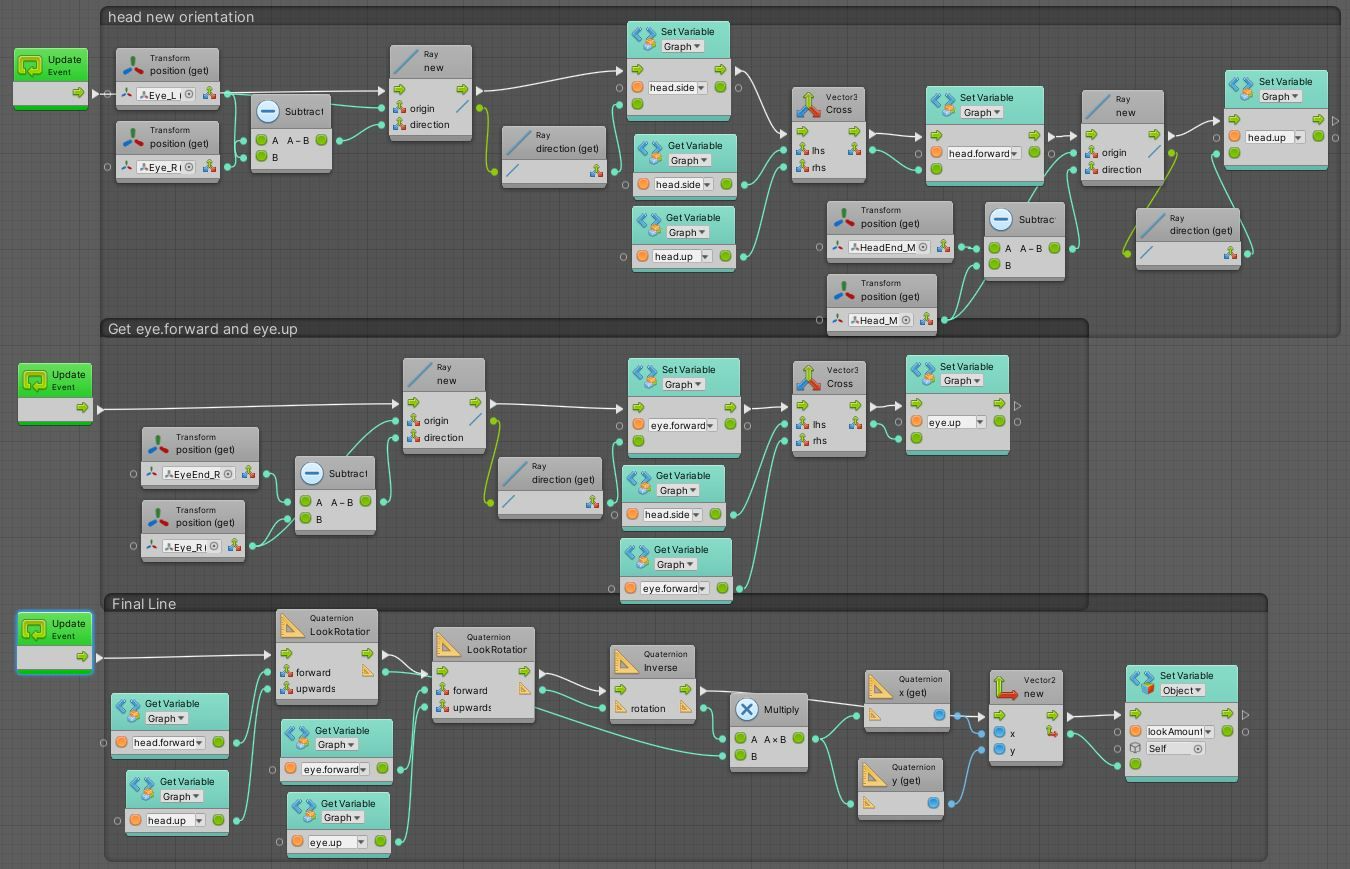 head new orientation
Update
Event
Transform
position (get)
Eye_L (
Transform
position (get)
Eye_R (
Subtract
A A – B
B
Ray
new
origin
direction
Ray
direction (get)
Set Variable
Graph
head.side
Get Variable
Graph
head.side
Get Variable
Graph
head.up
Vector3
Cross
lhs
rhs
Set Variable
Graph
head.forward
Transform
position (get)
HeadEnd_M
Transform
position (get)
Head_M
Subtrac
A A – B
B
Ray
new
origin
direction
Ray
direction (get)
Set Variable
Graph
head.up
Get eye.forward and eye.up
Update
Event
Transform
position (get)
EyeEnd_R
Transform
position (get)
Eye_R (
Subtract
A A – B
B
Ray
new
origin
direction
Ray
direction (get)
Set Variable
Graph
eye.forward
Get Variable
Graph
head.side
Get Variable
Graph
eye.forward
Vector3
Cross
lhs
rhs
Set Variable
Graph
eye.up
Final Line
Update
Event
Get Variable
Graph
head.forward
Get Variable
Graph
head.up
Quaternion
LookRotation
forward
upwards
Get Variable
Graph
eye.forward
Get Variable
Graph
eye.up
Quaternion
LookRotation
forward
upwards
Quaternion
Inverse
rotation
Multiply
A A × B
B
Quaternion
x (get)
Quaternion
y (get)
Vector2
new
x
y
Set Variable
Object
lookAmount
Self